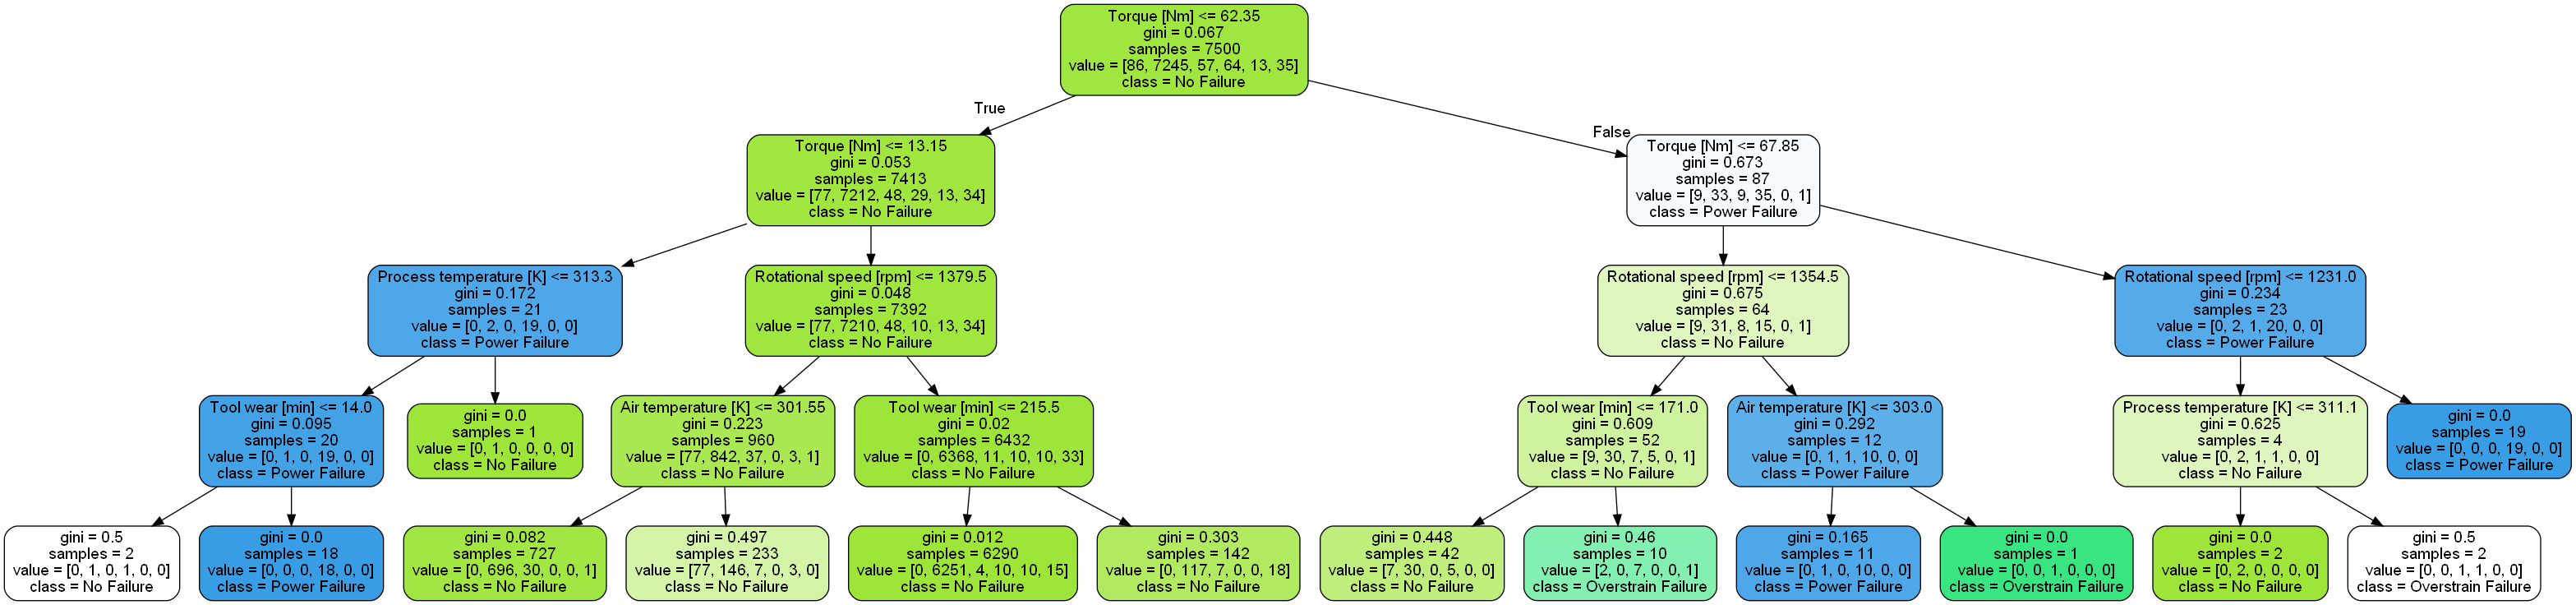 Torque [Nm] <= 62.35
gini = 0.067
samples = 7500
value = [86, 7245, 57, 64, 13, 35]
class = No Failure
True
False
Torque [Nm] <= 13.15
gini = 0.053
samples = 7413
value = [77, 7212, 48, 29, 13, 34]
class = No Failure
Torque [Nm] <= 67.85
gini = 0.673
samples = 87
value = [9, 33, 9, 35, 0, 1]
class = Power Failure
Process temperature [K] <= 313.3
gini = 0.172
samples = 21
value = [0, 2, 0, 19, 0, 0]
class = Power Failure
Rotational speed [rpm] <= 1379.5
gini = 0.048
samples = 7392
value = [77, 7210, 48, 10, 13, 34]
class = No Failure
Rotational speed [rpm] <= 1354.5
gini = 0.675
samples = 64
value = [9, 31, 8, 15, 0, 1]
class = No Failure
Rotational speed [rpm] <= 1231.0
gini = 0.234
samples = 23
value = [0, 2, 1, 20, 0, 0]
class = Power Failure
Tool wear [min] <= 14.0
gini = 0.095
samples = 20
value = [0, 1, 0, 19, 0, 0]
class = Power Failure
gini = 0.0
samples = 1
value = [0, 1, 0, 0, 0, 0]
class = No Failure
Air temperature [K] <= 301.55
gini = 0.223
samples = 960
value = [77, 842, 37, 0, 3, 1]
class = No Failure
Tool wear [min] <= 215.5
gini = 0.02
samples = 6432
value = [0, 6368, 11, 10, 10, 33]
class = No Failure
Tool wear [min] <= 171.0
gini = 0.609
samples = 52
value = [9, 30, 7, 5, 0, 1]
class = No Failure
Air temperature [K] <= 303.0
gini = 0.292
samples = 12
value = [0, 1, 1, 10, 0, 0]
class = Power Failure
Process temperature [K] <= 311.1
gini = 0.625
samples = 4
value = [0, 2, 1, 1, 0, 0]
class = No Failure
gini = 0.0
samples = 19
value = [0, 0, 0, 19, 0, 0]
class = Power Failure
gini = 0.5
samples = 2
value = [0, 1, 0, 1, 0, 0]
class = No Failure
gini = 0.0
samples = 18
value = [0, 0, 0, 18, 0, 0]
class = Power Failure
gini = 0.082
samples = 727
value = [0, 696, 30, 0, 0, 1]
class = No Failure
gini = 0.497
samples = 233
value = [77, 146, 7, 0, 3, 0]
class = No Failure
gini = 0.012
samples = 6290
value = [0, 6251, 4, 10, 10, 15]
class = No Failure
gini = 0.303
samples = 142
value = [0, 117, 7, 0, 0, 18]
class = No Failure
gini = 0.448
samples = 42
value = [7, 30, 0, 5, 0, 0]
class = No Failure
gini = 0.46
samples = 10
value = [2, 0, 7, 0, 0, 1]
class = Overstrain Failure
gini = 0.165
samples = 11
value = [0, 1, 0, 10, 0, 0]
class = Power Failure
gini = 0.0
samples = 1
value = [0, 0, 1, 0, 0, 0]
class = Overstrain Failure
gini = 0.0
samples = 2
value = [0, 2, 0, 0, 0, 0]
class = No Failure
gini = 0.5
samples = 2
value = [0, 0, 1, 1, 0, 0]
class = Overstrain Failure